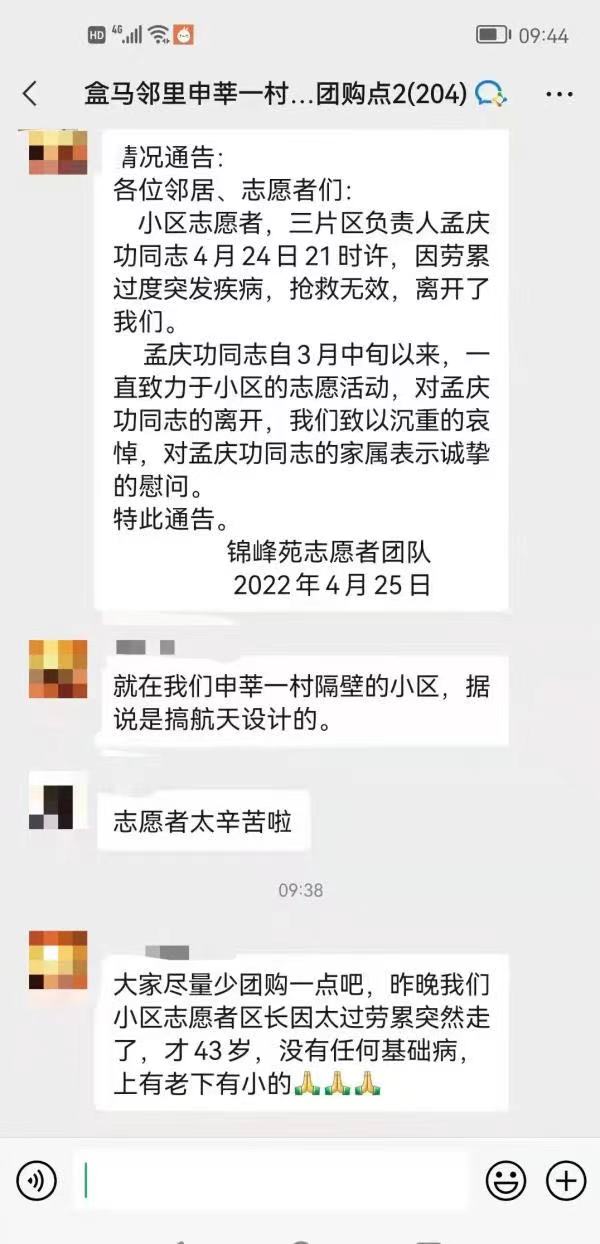 HD 4G 09:44
盒马邻里申莘一村...团购点2(204)
情况通告：
各位邻居、志愿者们：
小区志愿者，三片区负责人孟庆
功同志4月24日21时许，因劳累
过度突发疾病，抢救无效，离开了
我们。
孟庆功同志自3月中旬以来，一
直致力于小区的志愿活动，对孟庆
功同志的离开，我们致以沉重的哀
悼，对孟庆功同志的家属表示诚挚
的慰问。
特此通告。
锦峰苑志愿者团队
2022年4月25日
就在我们申莘一村隔壁的小区，据
说是搞航天设计的。
志愿者太辛苦啦
09:38
大家尽量少团购一点吧，昨晚我们
小区志愿者区长因太过劳累突然走
了，才43岁，没有任何基础病，
上有老下有小的🙏🙏🙏